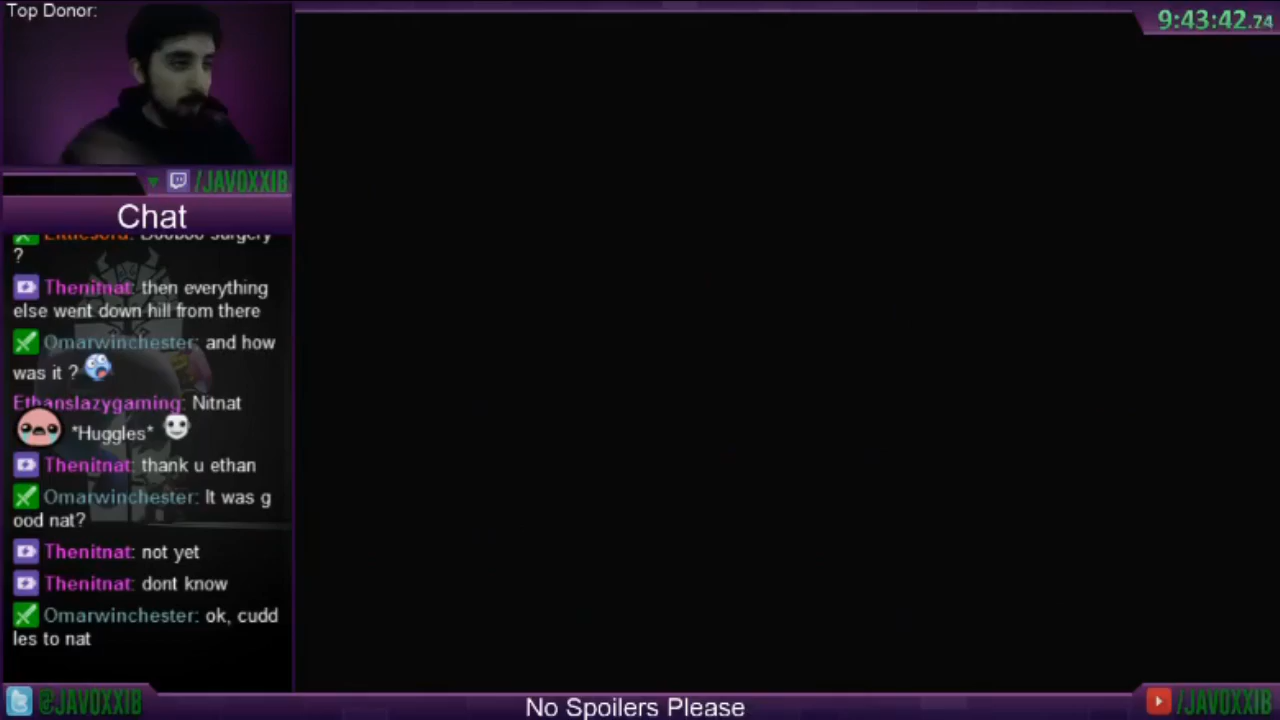 Top Donor:
9:43:42.74
/JAVOXXIB
Chat
?
Thenitnat: then everything
else went down hill from there
Omarwinchester: and how
was it ?
Ethanslazygaming: Nitnat
*Huggles*
Thenitnat: thank u ethan
Omarwinchester: It was g
ood nat?
Thenitnat: not yet
Thenitnat: dont know
Omarwinchester: ok, cudd
les to nat
@JAVOXXIB
No Spoilers Please
/JAVOXXIB